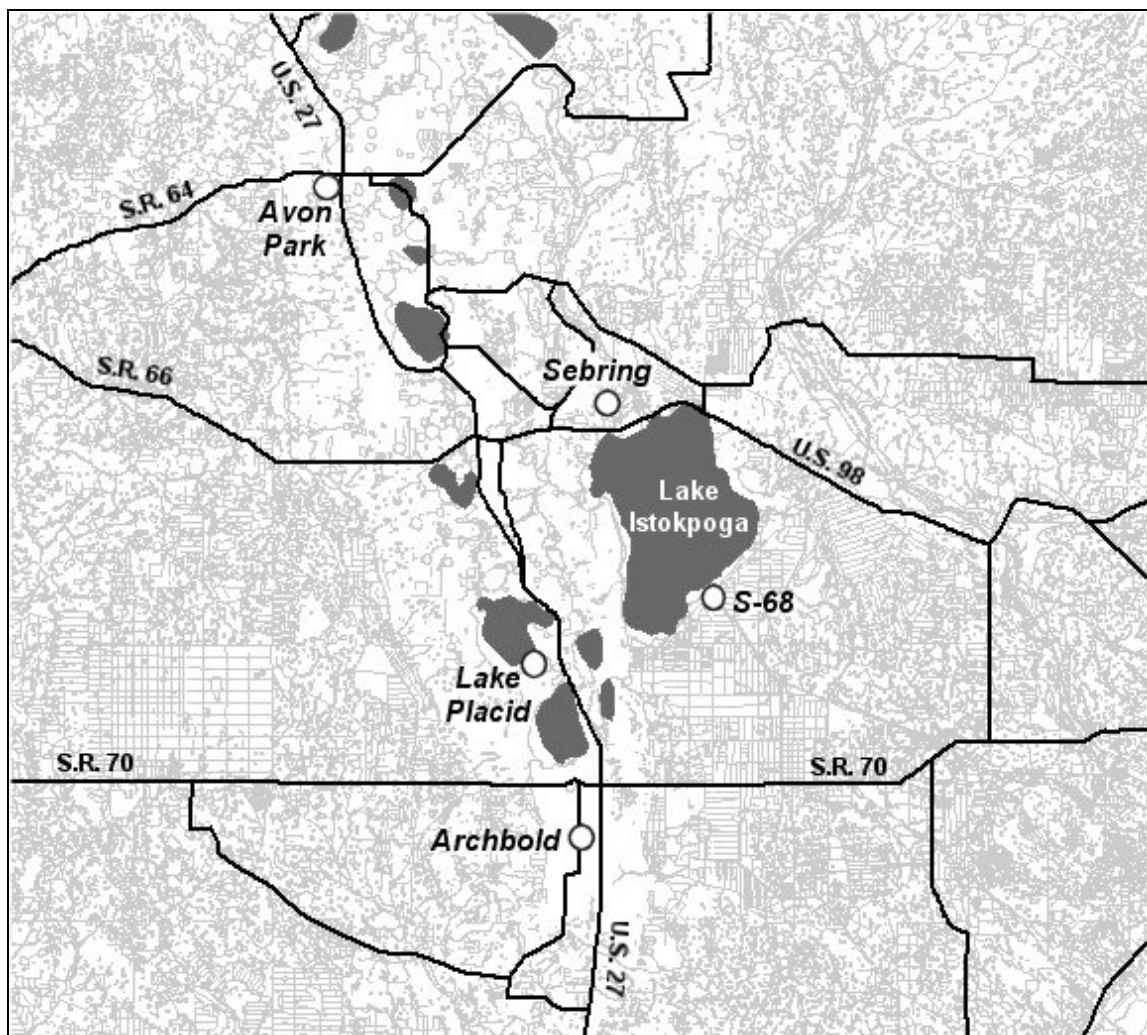 U.S. 27
S.R. 64
Avon
Park
S.R. 66
Sebring
U.S. 98
Lake
Istokpoga
S-68
Lake
Placid
S.R. 70
S.R. 70
Archbold
U.S. 27